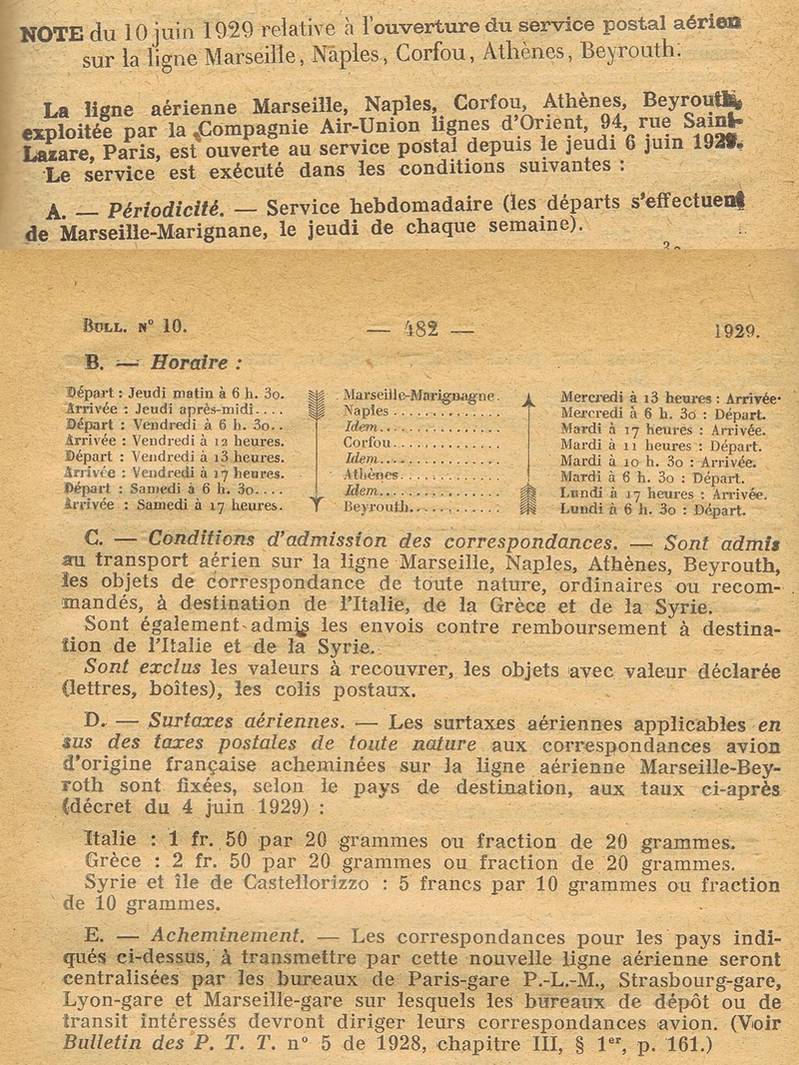 NOTE du 10 juin 1929 relative à l'ouverture du service postal aérien
sur la ligne Marseille, Naples, Corfou, Athènes, Beyrouth.
La ligne aérienne Marseille, Naples, Corfou, Athènes, Beyrouth,
exploitée par la Compagnie Air-Union lignes d'Orient, 94, rue Saint-
Lazare, Paris, est ouverte au service postal depuis le jeudi 6 juin 1929.
Le service est exécuté dans les conditions suivantes :
A. — Périodicité. — Service hebdomadaire (les départs s'effectuent
de Marseille-Marignane, le jeudi de chaque semaine).
BULL. N° 10. — 482 — 1929.
B. — Horaire :
Départ : Jeudi matin à 6 h. 30. Marseille-Marignagne. Mercredi à 13 heures : Arrivée.
Arrivée : Jeudi après-midi.... Naples .............. Mercredi à 6 h. 30 : Départ.
Départ : Vendredi à 6 h. 30.. Idem............... Mardi à 17 heures : Arrivée.
Arrivée : Vendredi à 12 heures. Corfou.............. Mardi à 11 heures : Départ.
Départ : Vendredi à 13 heures. Idem............... Mardi à 10 h. 30 : Arrivée.
Arrivée : Vendredi à 17 heures. Athènes............. Mardi à 6 h. 30 : Départ.
Départ : Samedi à 6 h. 30.... Idem............... Lundi à 17 heures : Arrivée.
Arrivée : Samedi à 17 heures. Beyrouth............ Lundi à 6 h. 30 : Départ.
C. — Conditions d'admission des correspondances. — Sont admis
au transport aérien sur la ligne Marseille, Naples, Athènes, Beyrouth,
les objets de correspondance de toute nature, ordinaires ou recom-
mandés, à destination de l'Italie, de la Grèce et de la Syrie.
Sont également admis les envois contre remboursement à destina-
tion de l'Italie et de la Syrie.
Sont exclus les valeurs à recouvrer, les objets avec valeur déclarée
(lettres, boîtes), les colis postaux.
D. — Surtaxes aériennes. — Les surtaxes aériennes applicables en
sus des taxes postales de toute nature aux correspondances avion
d'origine française acheminées sur la ligne aérienne Marseille-Bey-
roth sont fixées, selon le pays de destination, aux taux ci-après
(décret du 4 juin 1929) :
Italie : 1 fr. 50 par 20 grammes ou fraction de 20 grammes.
Grèce : 2 fr. 50 par 20 grammes ou fraction de 20 grammes.
Syrie et île de Castellorizzo : 5 francs par 10 grammes ou fraction
de 10 grammes.
E. — Acheminement. — Les correspondances pour les pays indi-
qués ci-dessus, à transmettre par cette nouvelle ligne aérienne seront
centralisées par les bureaux de Paris-gare P.-L.-M., Strasbourg-gare,
Lyon-gare et Marseille-gare sur lesquels les bureaux de dépôt ou de
transit intéressés devront diriger leurs correspondances avion. (Voir
Bulletin des P. T. T. n° 5 de 1928, chapitre III, § 1er, p. 161.)